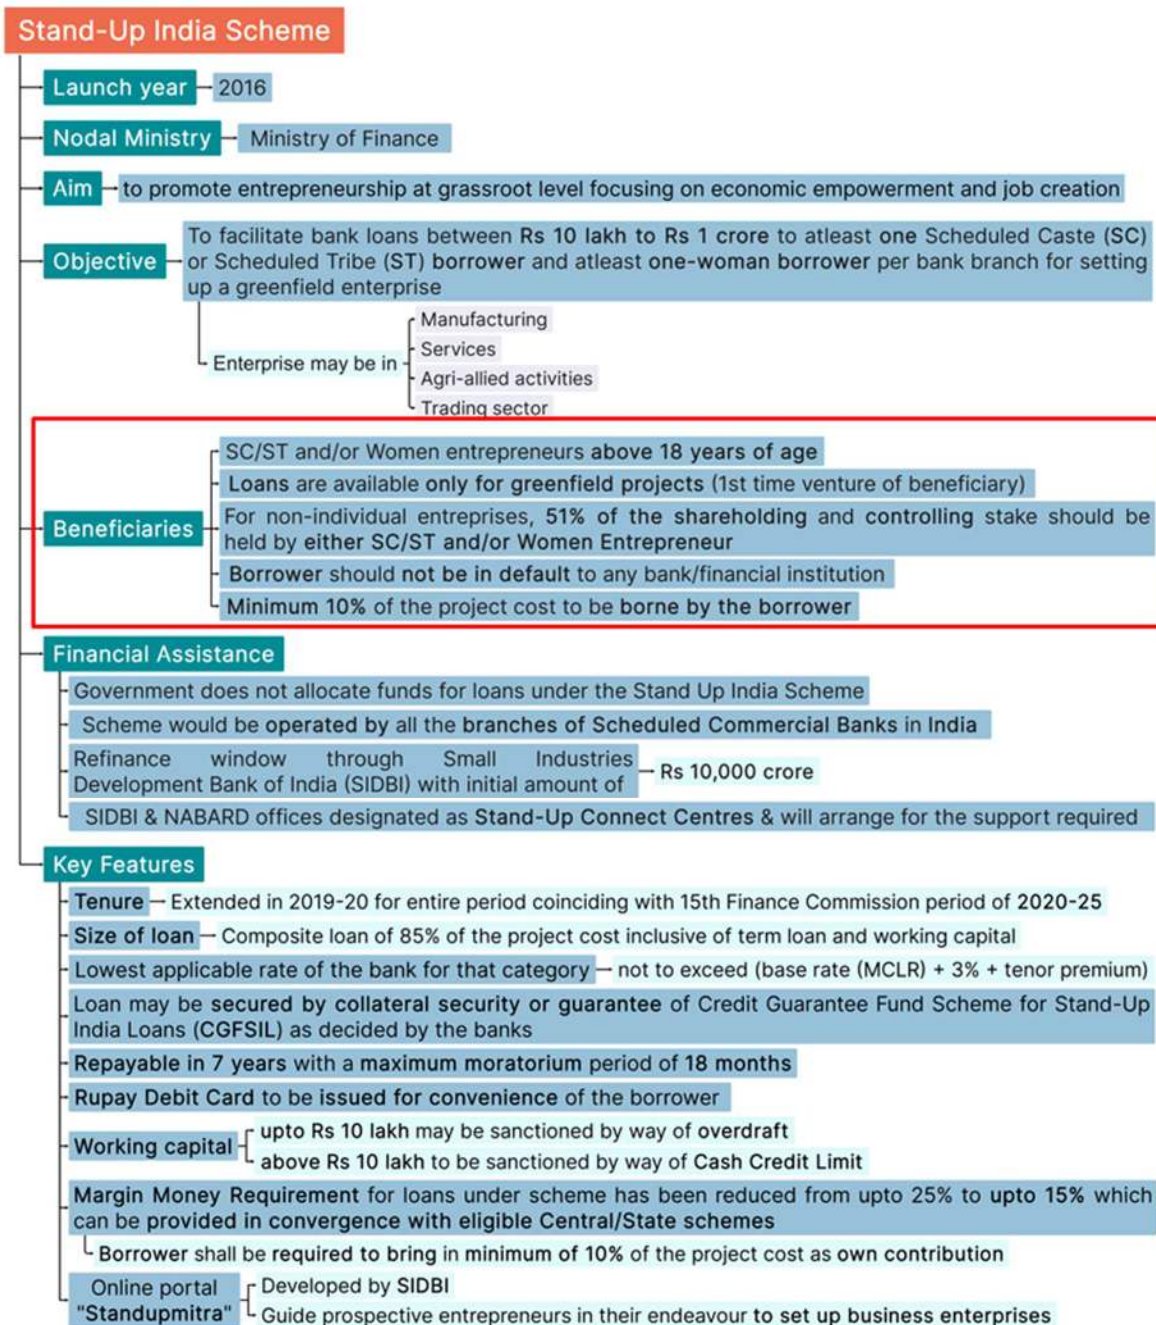 Stand-Up India Scheme
Launch year
2016
Nodal Ministry
Ministry of Finance
Aim
to promote entrepreneurship at grassroot level focusing on economic empowerment and job creation
Objective
To facilitate bank loans between Rs 10 lakh to Rs 1 crore to atleast one Scheduled Caste (SC)
or Scheduled Tribe (ST) borrower and atleast one-woman borrower per bank branch for setting
up a greenfield enterprise
Enterprise may be in
Manufacturing
Services
Agri-allied activities
Trading sector
Beneficiaries
SC/ST and/or Women entrepreneurs above 18 years of age
Loans are available only for greenfield projects (1st time venture of beneficiary)
For non-individual entreprises, 51% of the shareholding and controlling stake should be
held by either SC/ST and/or Women Entrepreneur
Borrower should not be in default to any bank/financial institution
Minimum 10% of the project cost to be borne by the borrower
Financial Assistance
Government does not allocate funds for loans under the Stand Up India Scheme
Scheme would be operated by all the branches of Scheduled Commercial Banks in India
Refinance window through Small Industries
Development Bank of India (SIDBI) with initial amount of
Rs 10,000 crore
SIDBI & NABARD offices designated as Stand-Up Connect Centres & will arrange for the support required
Key Features
Tenure
Extended in 2019-20 for entire period coinciding with 15th Finance Commission period of 2020-25
Size of loan
Composite loan of 85% of the project cost inclusive of term loan and working capital
Lowest applicable rate of the bank for that category
not to exceed (base rate (MCLR) + 3% + tenor premium)
Loan may be secured by collateral security or guarantee of Credit Guarantee Fund Scheme for Stand-Up
India Loans (CGFSIL) as decided by the banks
Repayable in 7 years with a maximum moratorium period of 18 months
Rupay Debit Card to be issued for convenience of the borrower
Working capital
upto Rs 10 lakh may be sanctioned by way of overdraft
above Rs 10 lakh to be sanctioned by way of Cash Credit Limit
Margin Money Requirement for loans under scheme has been reduced from upto 25% to upto 15% which
can be provided in convergence with eligible Central/State schemes
Borrower shall be required to bring in minimum of 10% of the project cost as own contribution
Online portal
"Standupmitra"
Developed by SIDBI
Guide prospective entrepreneurs in their endeavour to set up business enterprises